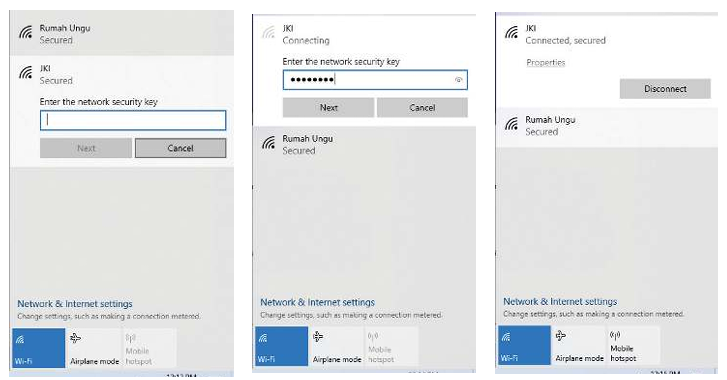 Rumah Ungu
Secured
JKI
Secured
Enter the network security key
Next
Cancel
Network & Internet settings
Change settings, such as making a connection metered.
Wi-Fi
Airplane mode
Mobile
hotspot
JKI
Connecting
Enter the network security key
••••••••
Next
Cancel
Rumah Ungu
Secured
Network & Internet settings
Change settings, such as making a connection metered.
Wi-Fi
Airplane mode
Mobile
hotspot
JKI
Connected, secured
Properties
Disconnect
Rumah Ungu
Secured
Network & Internet settings
Change settings, such as making a connection metered.
Wi-Fi
Airplane mode
Mobile
hotspot